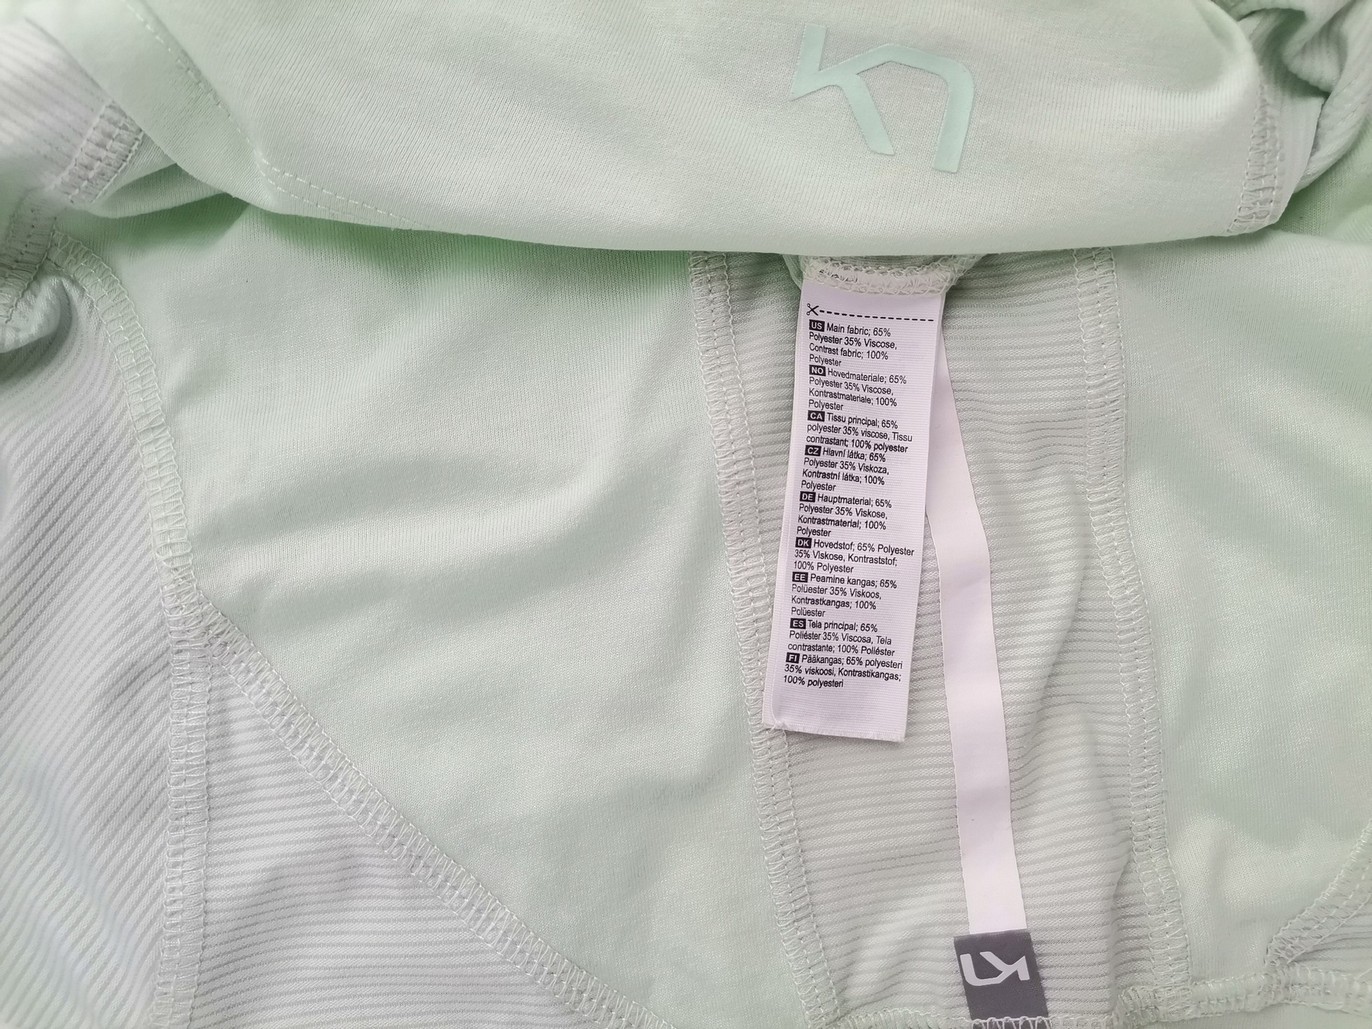 US Main fabric; 65%
Polyester 35% Viscose,
Contrast fabric; 100%
Polyester
NO Hovedmateriale; 65%
Polyester 35% Viscose,
Kontrastmateriale; 100%
Polyester
CA Tissu principal; 65%
polyester 35% viscose, Tissu
contrastant; 100% polyester
CZ Hlavní látka; 65%
Polyester 35% Viskoza,
Kontrastní látka; 100%
Polyester
DE Hauptmaterial; 65%
Polyester 35% Viskose,
Kontrastmaterial; 100%
Polyester
DK Hovedstof; 65% Polyester
35% Viskose, Kontraststof;
100% Polyester
EE Peamine kangas; 65%
Polüester 35% Viskoos,
Kontrastkangas; 100%
Polüester
ES Tela principal; 65%
Poliéster 35% Viscosa, Tela
contrastante; 100% Poliéster
FI Pääkangas; 65% polyesteri
35% viskoosi, Kontrastikangas;
100% polyesteri